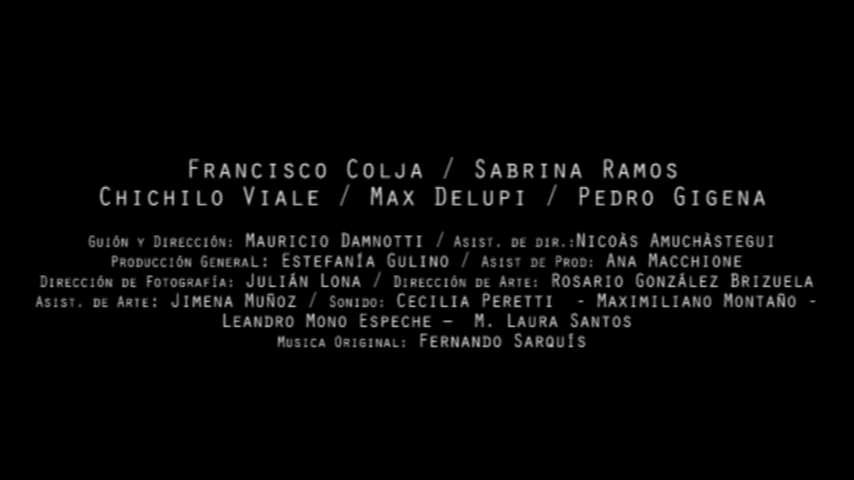 FRANCISCO COLJA / SABRINA RAMOS
CHICHILO VIALE / MAX DELUPI / PEDRO GIGENA
GUIÓN Y DIRECCIÓN: MAURICIO DAMNOTTI / ASIST. DE DIR.:NICOÀS AMUCHÀSTEGUI
PRODUCCIÓN GENERAL: ESTEFANÍA GULINO / ASIST DE PROD: ANA MACCHIONE
DIRECCIÓN DE FOTOGRAFÍA: JULIÁN LONA / DIRECCIÓN DE ARTE: ROSARIO GONZÁLEZ BRIZUELA
ASIST. DE ARTE: JIMENA MUÑOZ / SONIDO: CECILIA PERETTI - MAXIMILIANO MONTAÑO -
LEANDRO MONO ESPECHE – M. LAURA SANTOS
MUSICA ORIGINAL: FERNANDO SARQUÍS